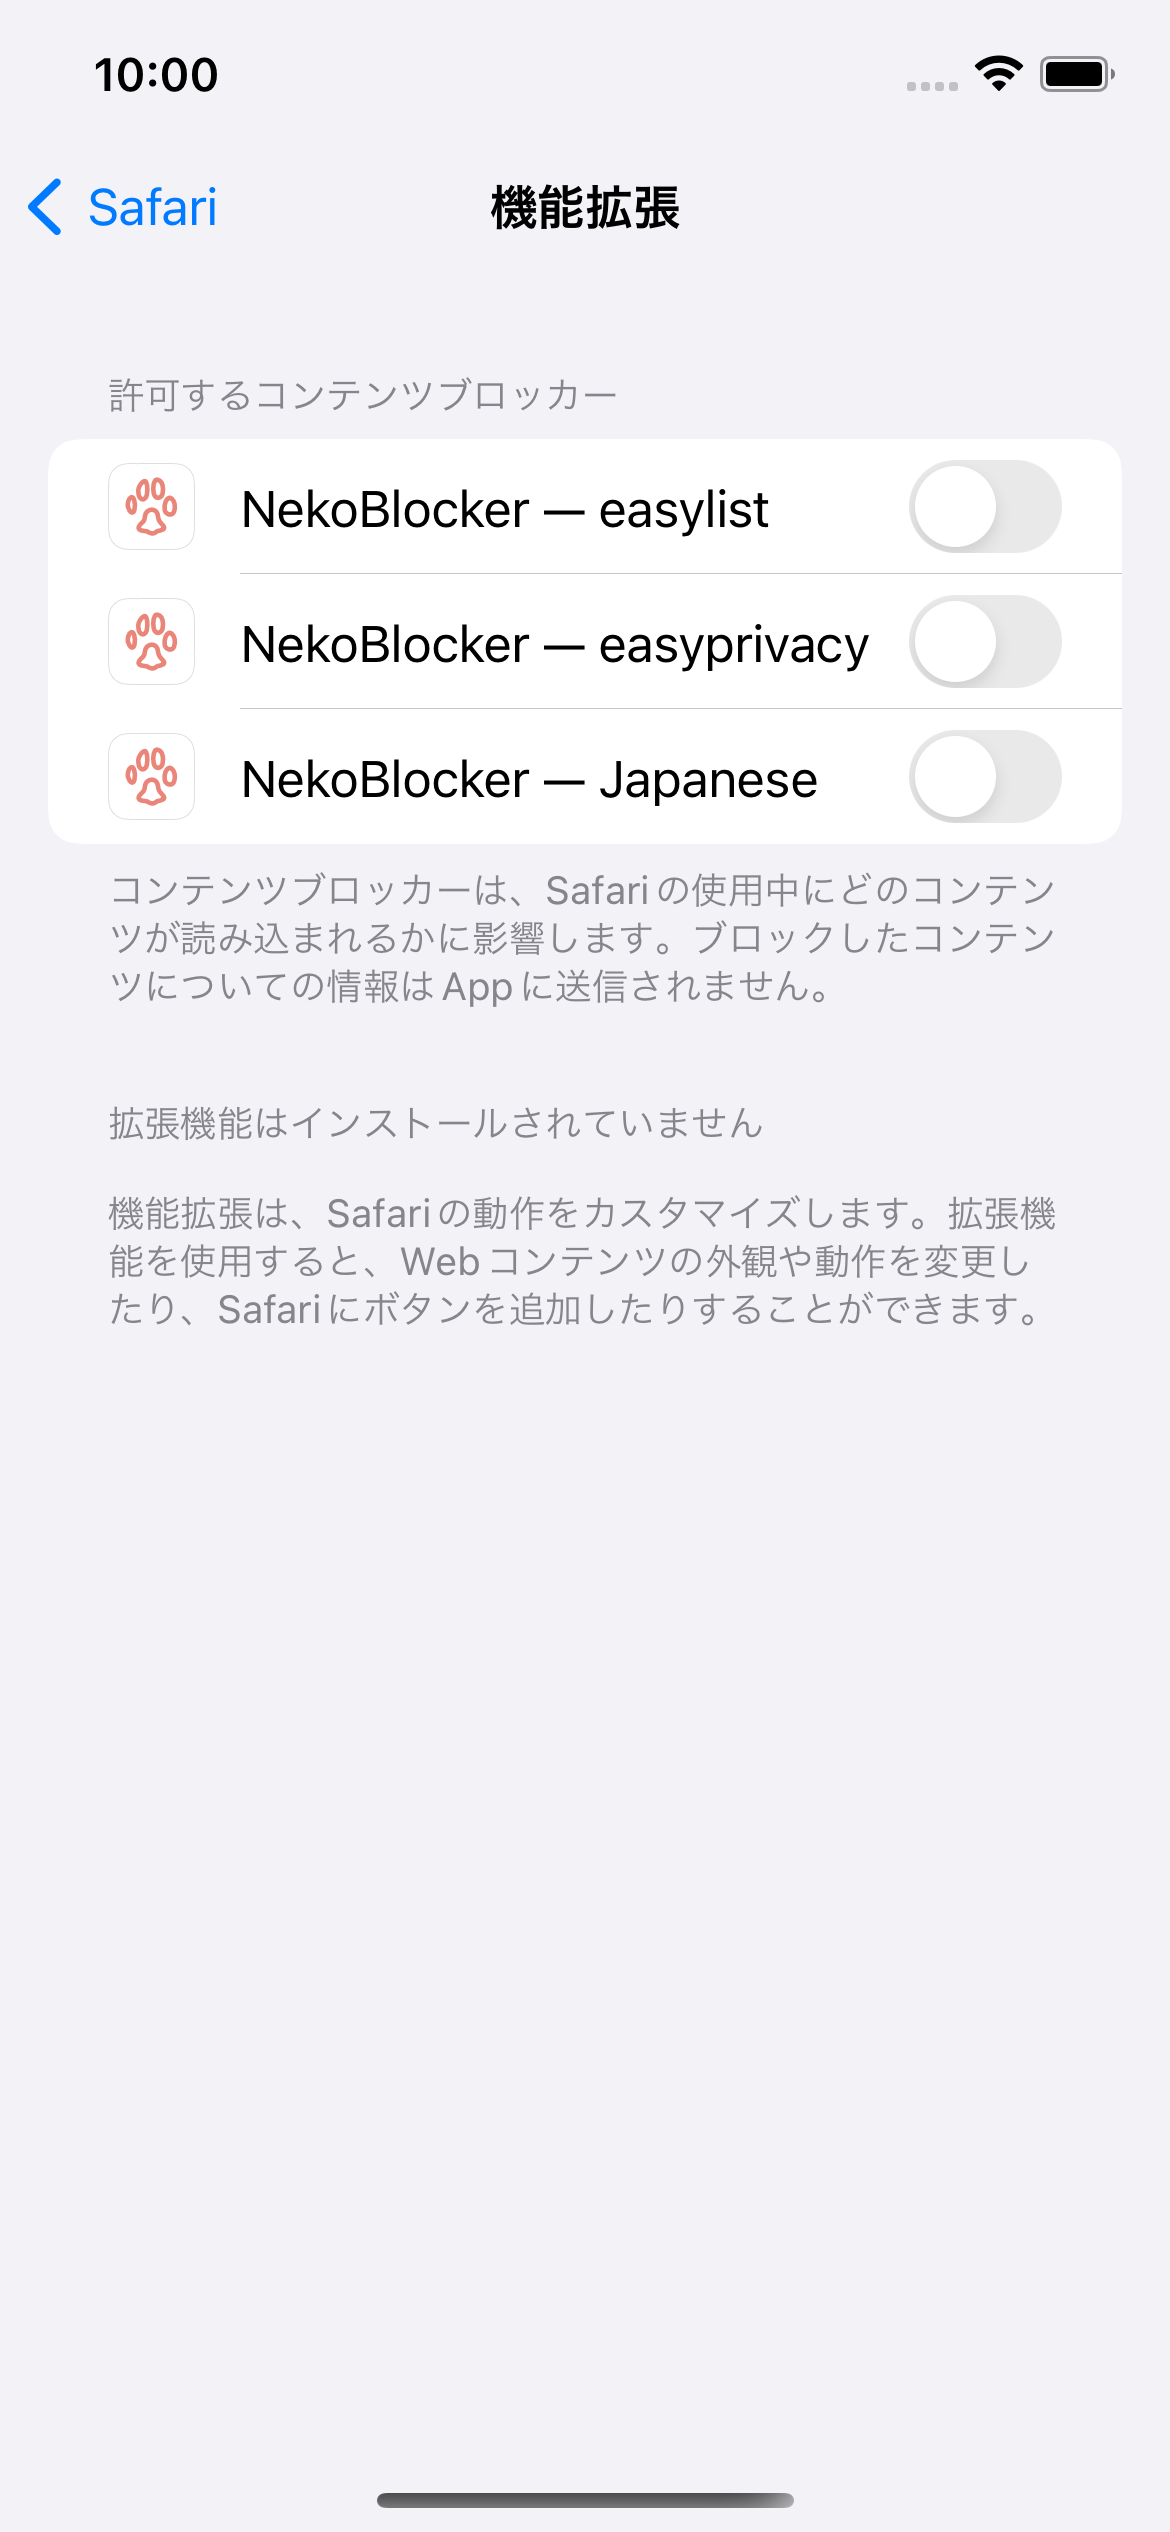 10:00
Safari
機能拡張
許可するコンテンツブロッカー
NekoBlocker — easylist
NekoBlocker — easyprivacy
NekoBlocker — Japanese
コンテンツブロッカーは、Safariの使用中にどのコンテン
ツが読み込まれるかに影響します。ブロックしたコンテン
ツについての情報はAppに送信されません。
拡張機能はインストールされていません
機能拡張は、Safariの動作をカスタマイズします。拡張機
能を使用すると、Webコンテンツの外観や動作を変更し
たり、Safariにボタンを追加したりすることができます。